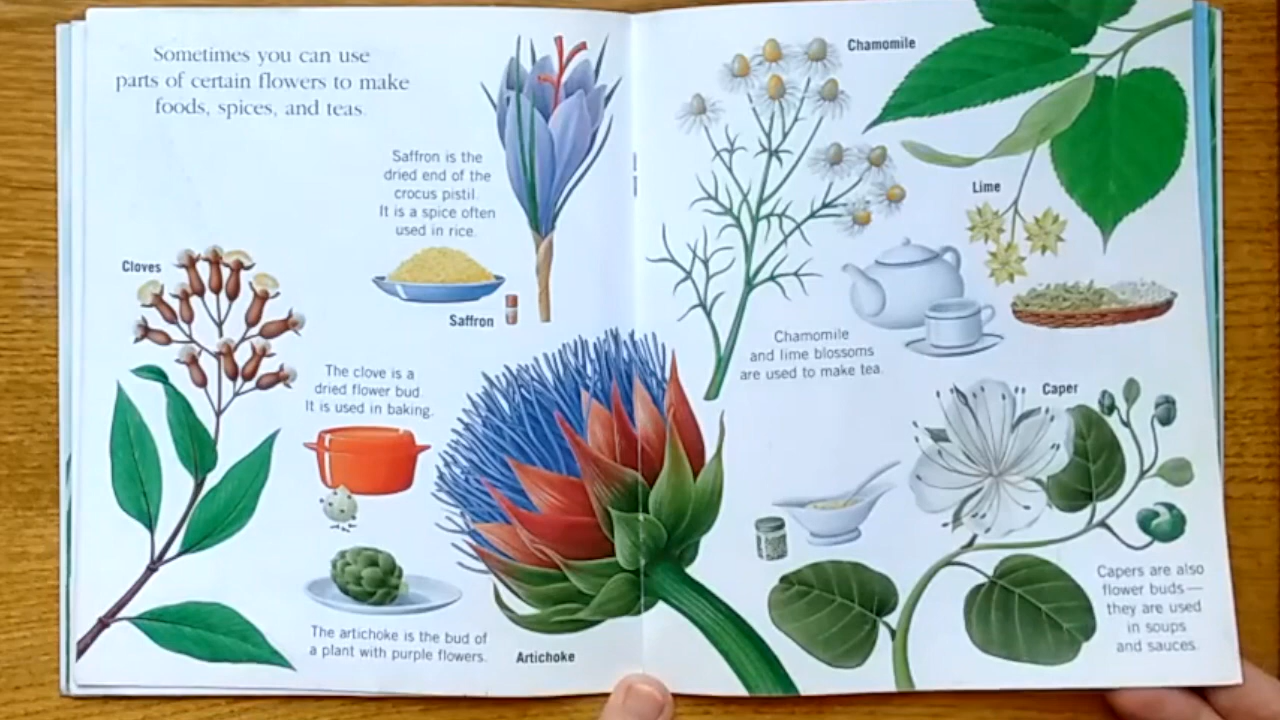 Sometimes you can use
parts of certain flowers to make
foods, spices, and teas.
Saffron is the
dried end of the
crocus pistil.
It is a spice often
used in rice.
Saffron
Cloves
The clove is a
dried flower bud.
It is used in baking.
The artichoke is the bud of
a plant with purple flowers.
Artichoke
Chamomile
Lime
Chamomile
and lime blossoms
are used to make tea.
Caper
Capers are also
flower buds—
they are used
in soups
and sauces.